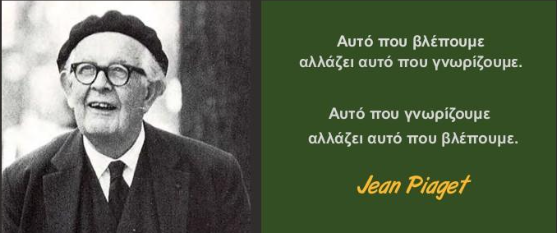 Αυτό που βλέπουμε
αλλάζει αυτό που γνωρίζουμε.
Αυτό που γνωρίζουμε
αλλάζει αυτό που βλέπουμε.
Jean Piaget